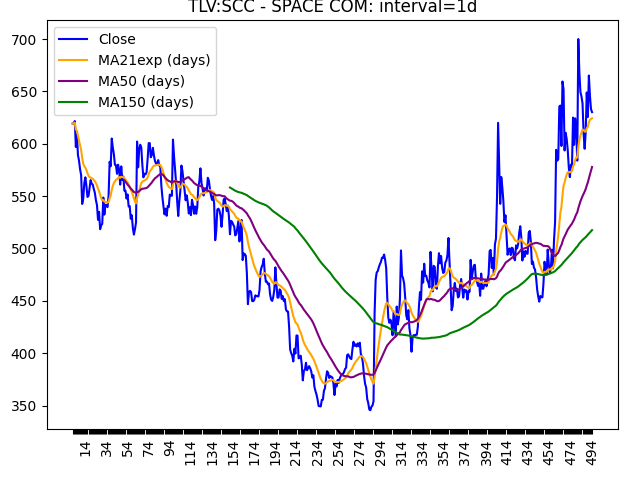 TLV:SCC - SPACE COM: interval=1d
Close
MA21exp (days)
MA50 (days)
MA150 (days)
700
650
600
550
500
450
400
350
14 34 54 74 94 114 134 154 174 194 214 234 254 274 294 314 334 354 374 394 414 434 454 474 494